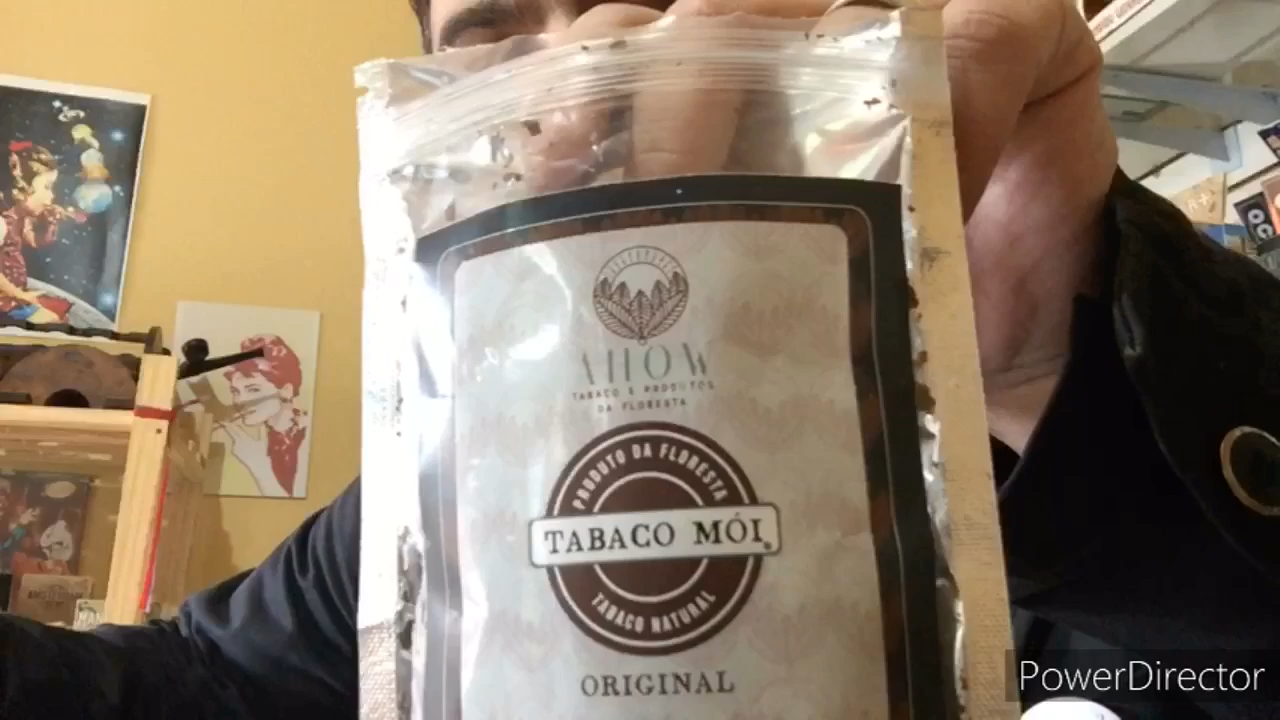 AHOW
TABACO & PRODUTOS
DA FLORESTA
PRODUTO DA FLORESTA
TABACO MÓI
TABACO NATURAL
ORIGINAL
PowerDirector